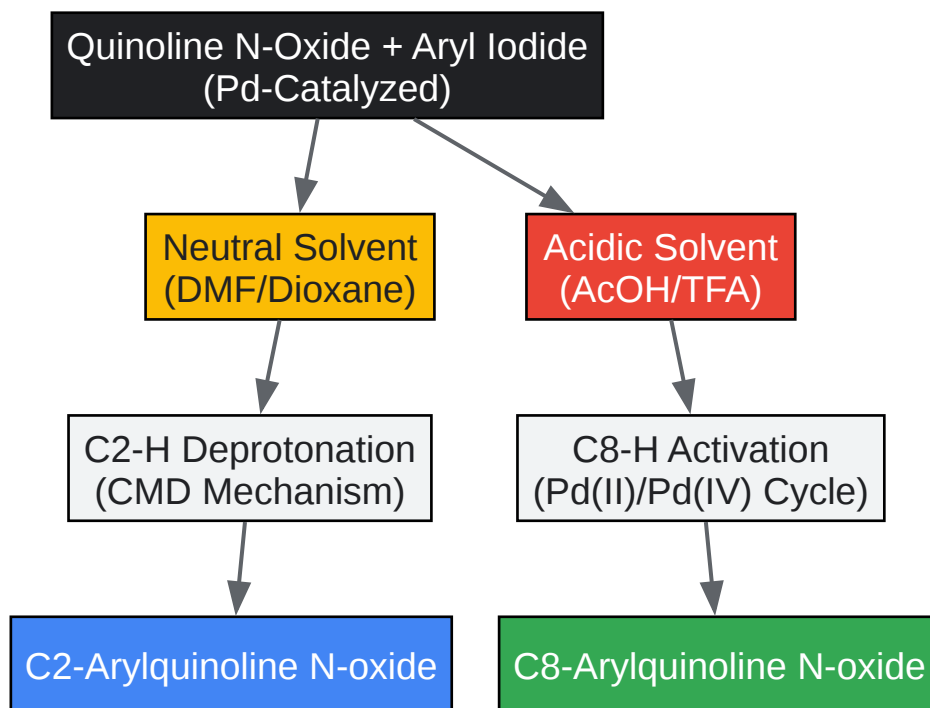 Quinoline N-Oxide + Aryl Iodide
(Pd-Catalyzed)
Neutral Solvent
(DMF/Dioxane)
Acidic Solvent
(AcOH/TFA)
C2-H Deprotonation
(CMD Mechanism)
C8-H Activation
(Pd(II)/Pd(IV) Cycle)
C2-Arylquinoline N-oxide
C8-Arylquinoline N-oxide